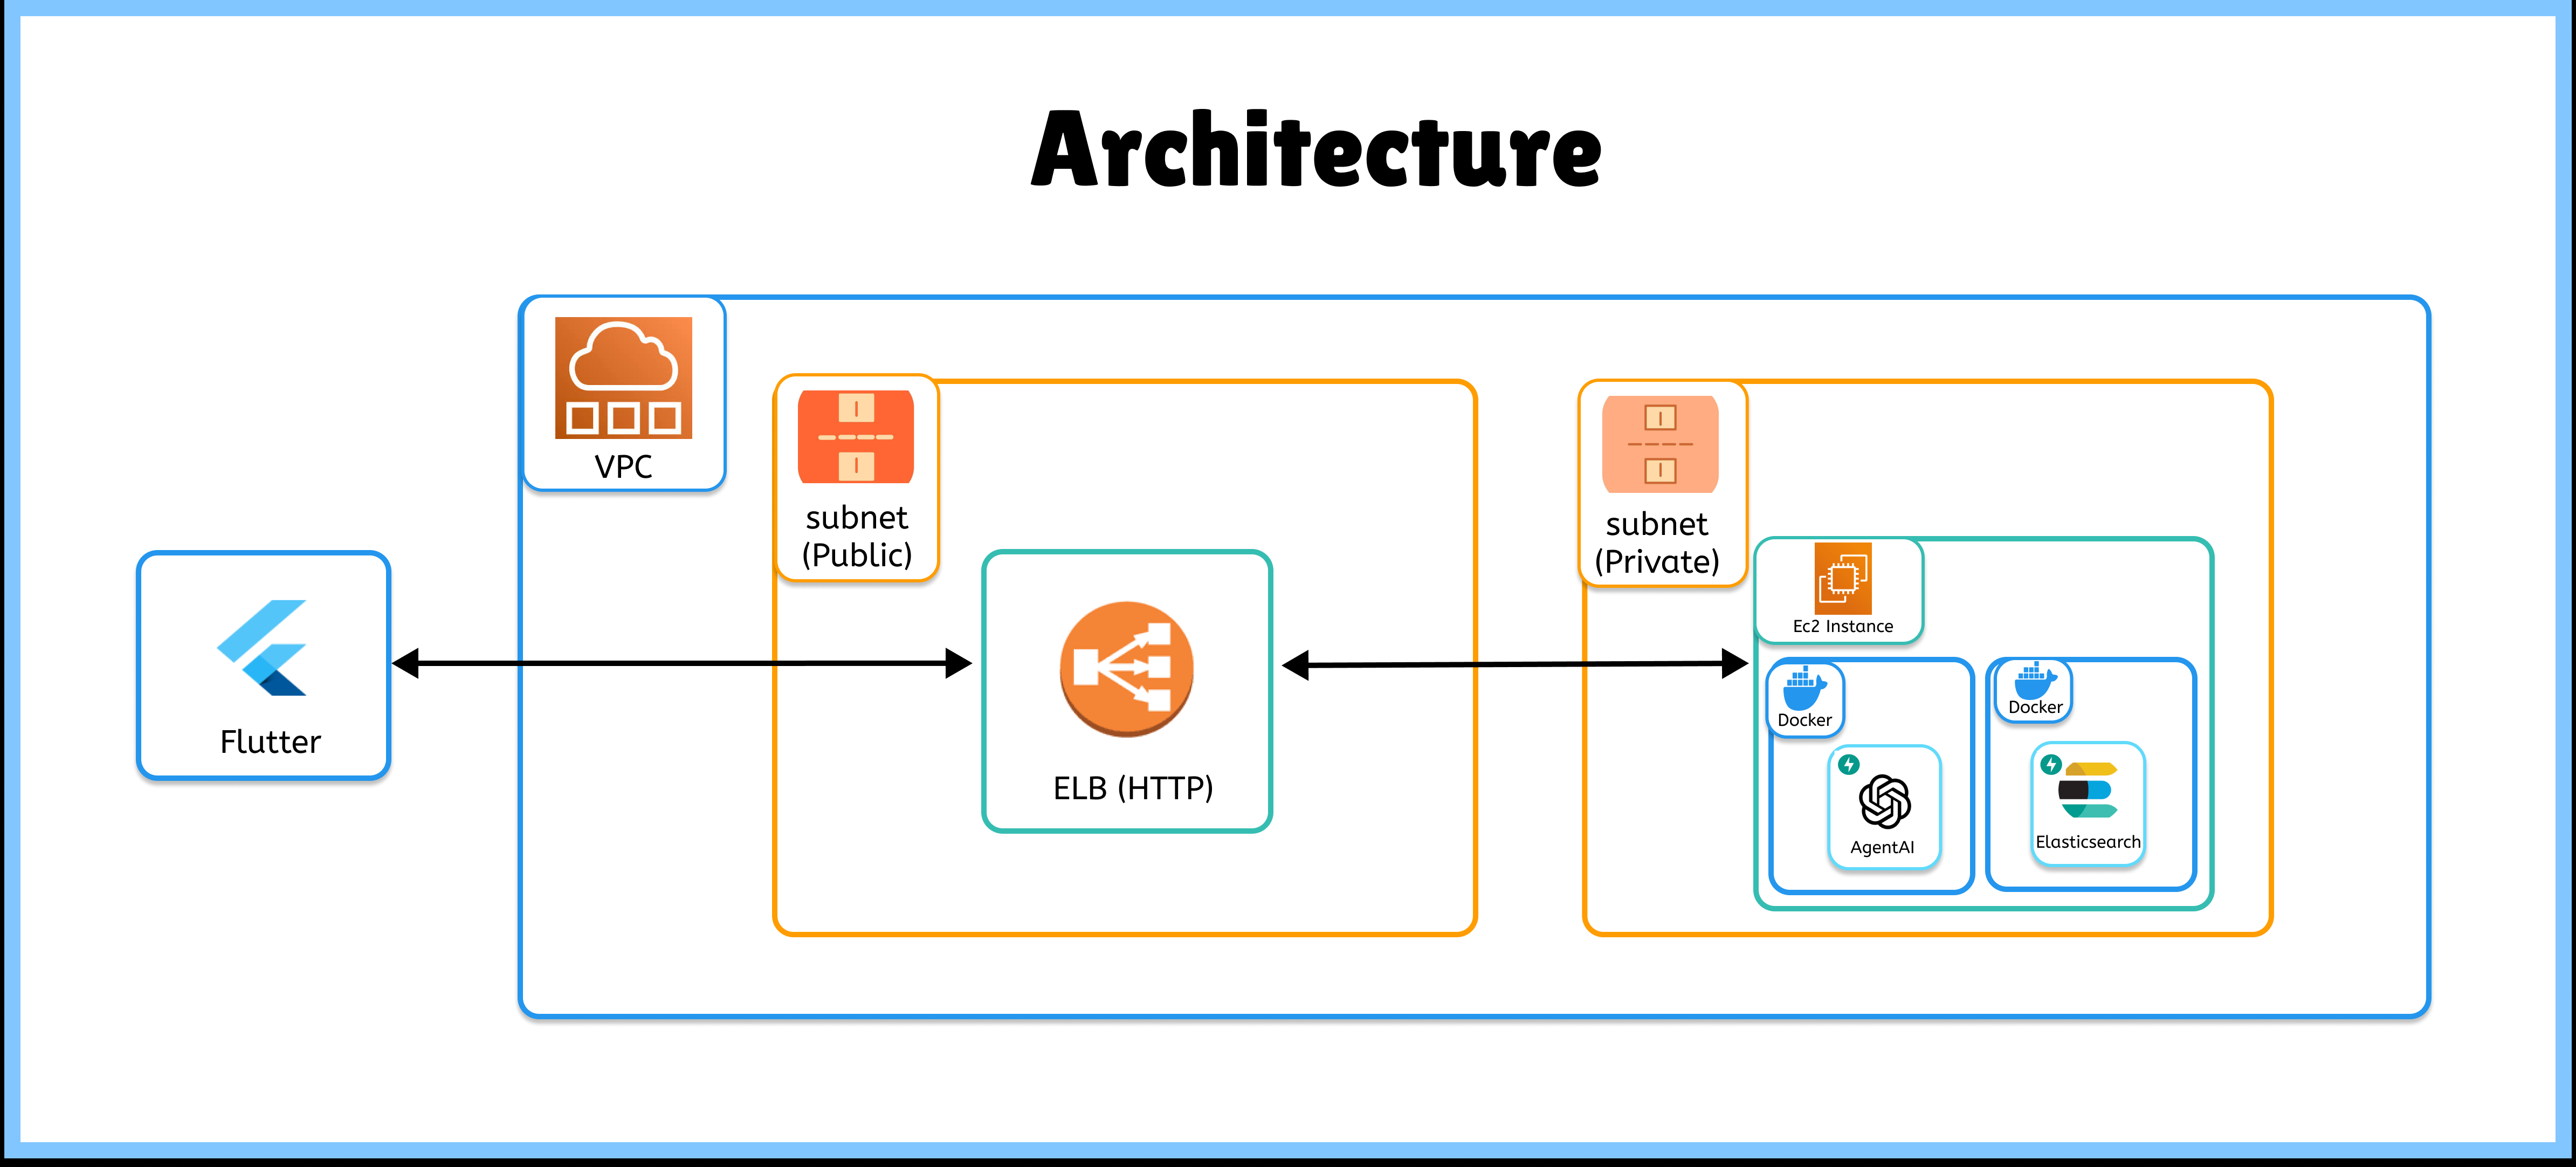 Architecture
VPC
subnet
(Public)
subnet
(Private)
Ec2 Instance
Flutter
ELB (HTTP)
Docker
AgentAI
Docker
Elasticsearch